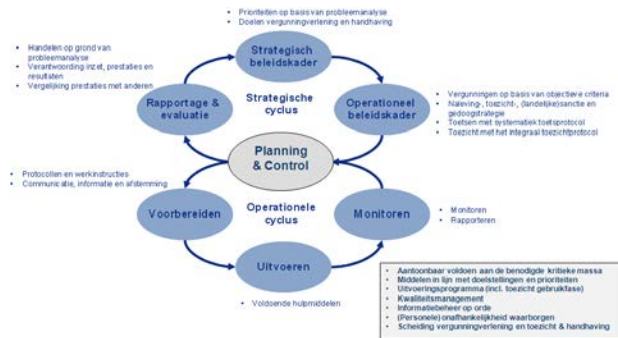 Prioriteiten op basis van probleemanalyse
Doelen vergunningverlening en handhaving
Handelen op grond van
probleemanalyse
Verantwoording inzet, prestaties en
resultaten
Vergelijking prestaties met anderen
Strategisch
beleidskader
Rapportage &
evaluatie
Strategische
cyclus
Operationeel
beleidskader
Vergunningen op basis van objectieve criteria
Naleving-, toezicht-, (landelijke)sanctie en
gedoogstrategie
Toetsen met systematiek toetsprotocol
Toezicht met het integraal toezichtprotocol
Planning
& Control
Protocollen en werkinstructies
Communicatie, informatie en afstemming
Voorbereiden
Operationele
cyclus
Monitoren
Monitoren
Rapporteren
Uitvoeren
Voldoende hulpmiddelen
Aantoonbaar voldoen aan de benodigde kritieke massa
Middelen in lijn met doelstellingen en prioriteiten
Uitvoeringsprogramma (incl. toezicht gebruikfase)
Kwaliteitsmanagement
Informatiebeheer op orde
(Personele) onafhankelijkheid waarborgen
Scheiding vergunningverlening en toezicht & handhaving